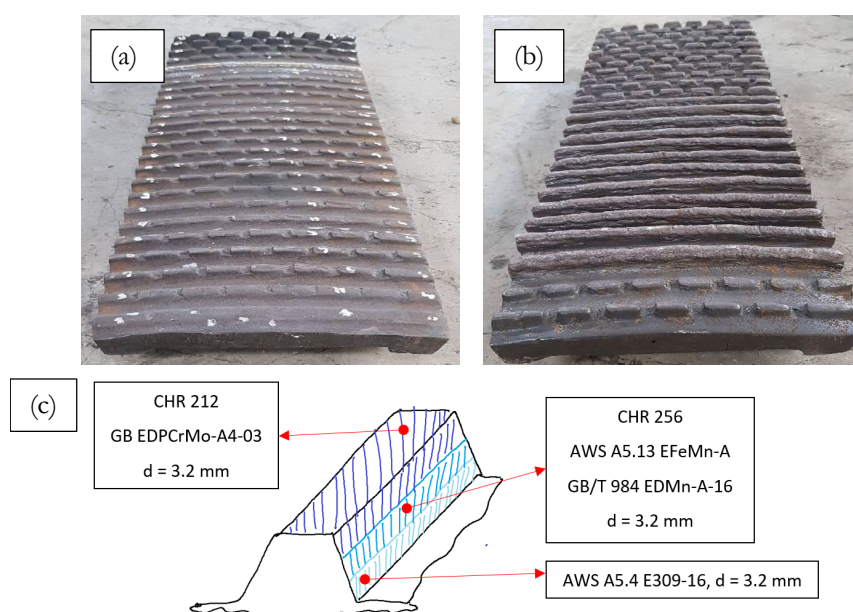 (a)
(b)
(c)
CHR 212
GB EDPCrMo-A4-03
d = 3.2 mm
CHR 256
AWS A5.13 EFeMn-A
GB/T 984 EDMn-A-16
d = 3.2 mm
AWS A5.4 E309-16, d = 3.2 mm